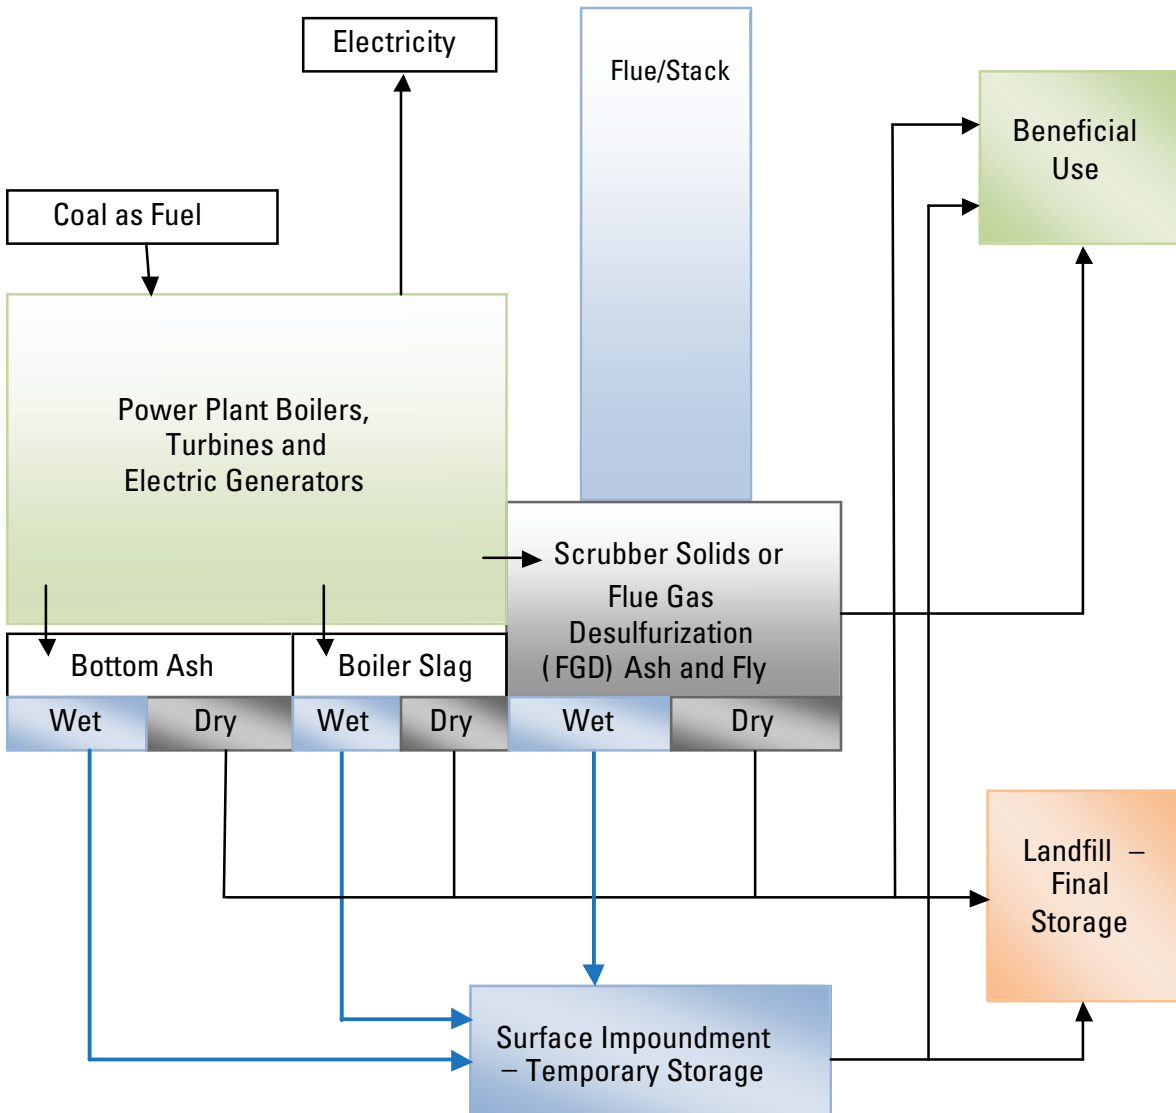 Electricity
Flue/Stack
Beneficial
Use
Coal as Fuel
Power Plant Boilers,
Turbines and
Electric Generators
Scrubber Solids or
Flue Gas
Desulfurization
( FGD) Ash and Fly
Bottom Ash
Boiler Slag
Wet
Dry
Wet
Dry
Wet
Dry
Landfill –
Final
Storage
Surface Impoundment
– Temporary Storage